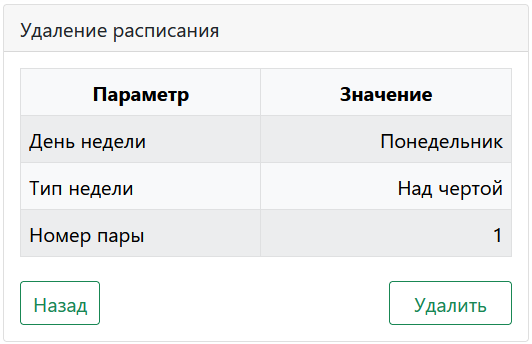 Удаление расписания
Параметр Значение
День недели Понедельник
Тип недели Над чертой
Номер пары 1
Назад Удалить